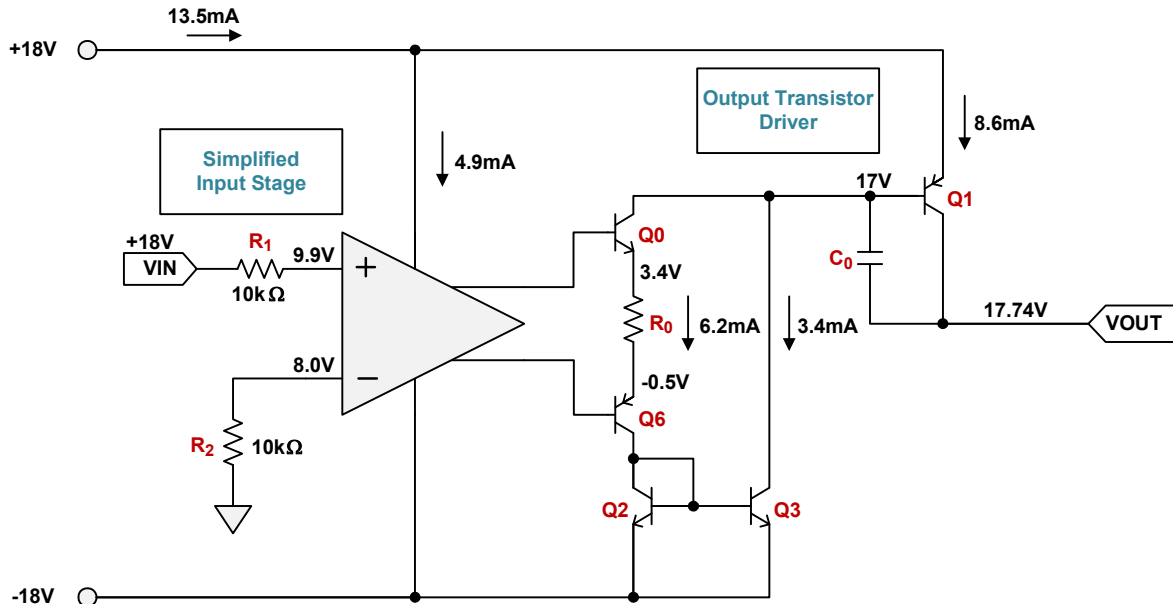 13.5mA
+18V
Output Transistor
Driver
8.6mA
Simplified
Input Stage
4.9mA
17V
Q1
+18V
VIN
R1
10kΩ
9.9V
+
Q0
3.4V
C0
R0
6.2mA
3.4mA
17.74V
VOUT
8.0V
−
-0.5V
Q6
R2
10kΩ
Q2
Q3
-18V